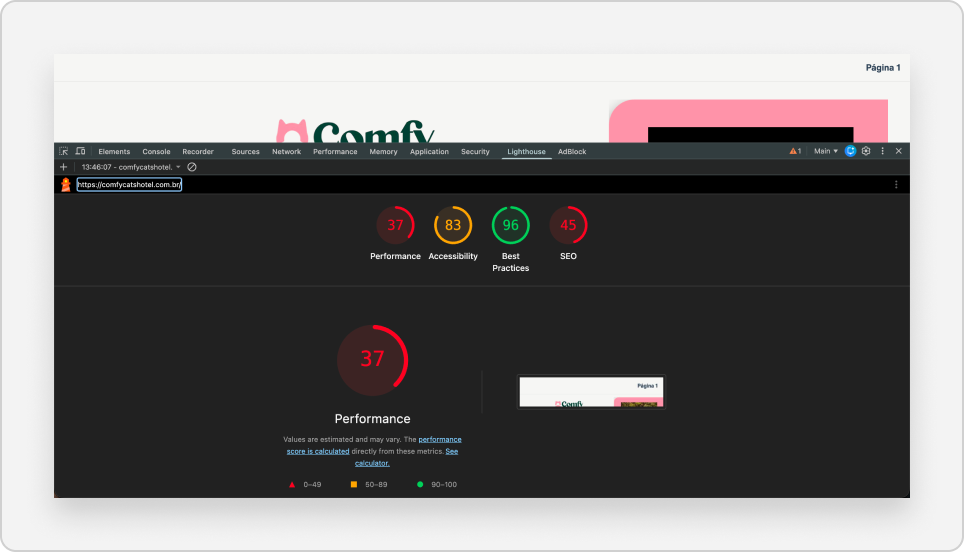 Página 1
Comfy
Elements Console Recorder Sources Network Performance Memory Application Security Lighthouse AdBlock 1 Main
13:46:07 - comfycatshotel.
https://comfycatshotel.com.br/
37 83 96 45
Performance Accessibility Best Practices SEO
37
Performance
Página 1
Comfy
Values are estimated and may vary. The performance
score is calculated directly from these metrics. See
calculator.
0–49 50–89 90–100